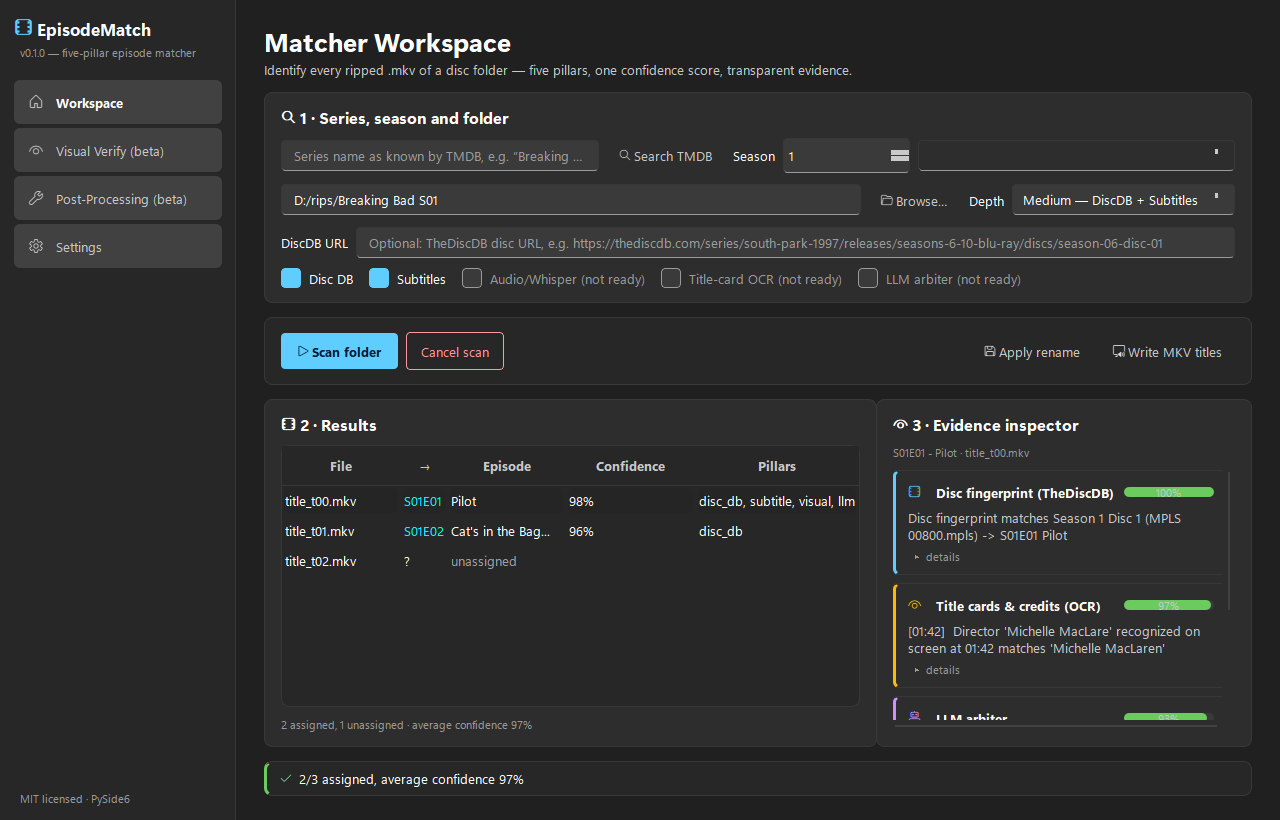 EpisodeMatch
v0.1.0 — five-pillar episode matcher
Workspace
Visual Verify (beta)
Post-Processing (beta)
Settings
MIT licensed · PySide6
Matcher Workspace
Identify every ripped .mkv of a disc folder — five pillars, one confidence score, transparent evidence.
1 · Series, season and folder
Series name as known by TMDB, e.g. "Breaking ...
Search TMDB
Season
1
D:/rips/Breaking Bad S01
Browse...
Depth
Medium — DiscDB + Subtitles
DiscDB URL
Optional: TheDiscDB disc URL, e.g. https://thediscdb.com/series/south-park-1997/releases/seasons-6-10-blu-ray/discs/season-06-disc-01
Disc DB
Subtitles
Audio/Whisper (not ready)
Title-card OCR (not ready)
LLM arbiter (not ready)
Scan folder
Cancel scan
Apply rename
Write MKV titles
2 · Results
File → Episode Confidence Pillars
title_t00.mkv S01E01 Pilot 98% disc_db, subtitle, visual, llm
title_t01.mkv S01E02 Cat's in the Bag... 96% disc_db
title_t02.mkv ? unassigned
2 assigned, 1 unassigned · average confidence 97%
3 · Evidence inspector
S01E01 - Pilot · title_t00.mkv
Disc fingerprint (TheDiscDB) 100%
Disc fingerprint matches Season 1 Disc 1 (MPLS
00800.mpls) -> S01E01 Pilot
details
Title cards & credits (OCR) 97%
[01:42] Director 'Michelle MacLare' recognized on
screen at 01:42 matches 'Michelle MacLaren'
details
LLM arbiter 93%
2/3 assigned, average confidence 97%